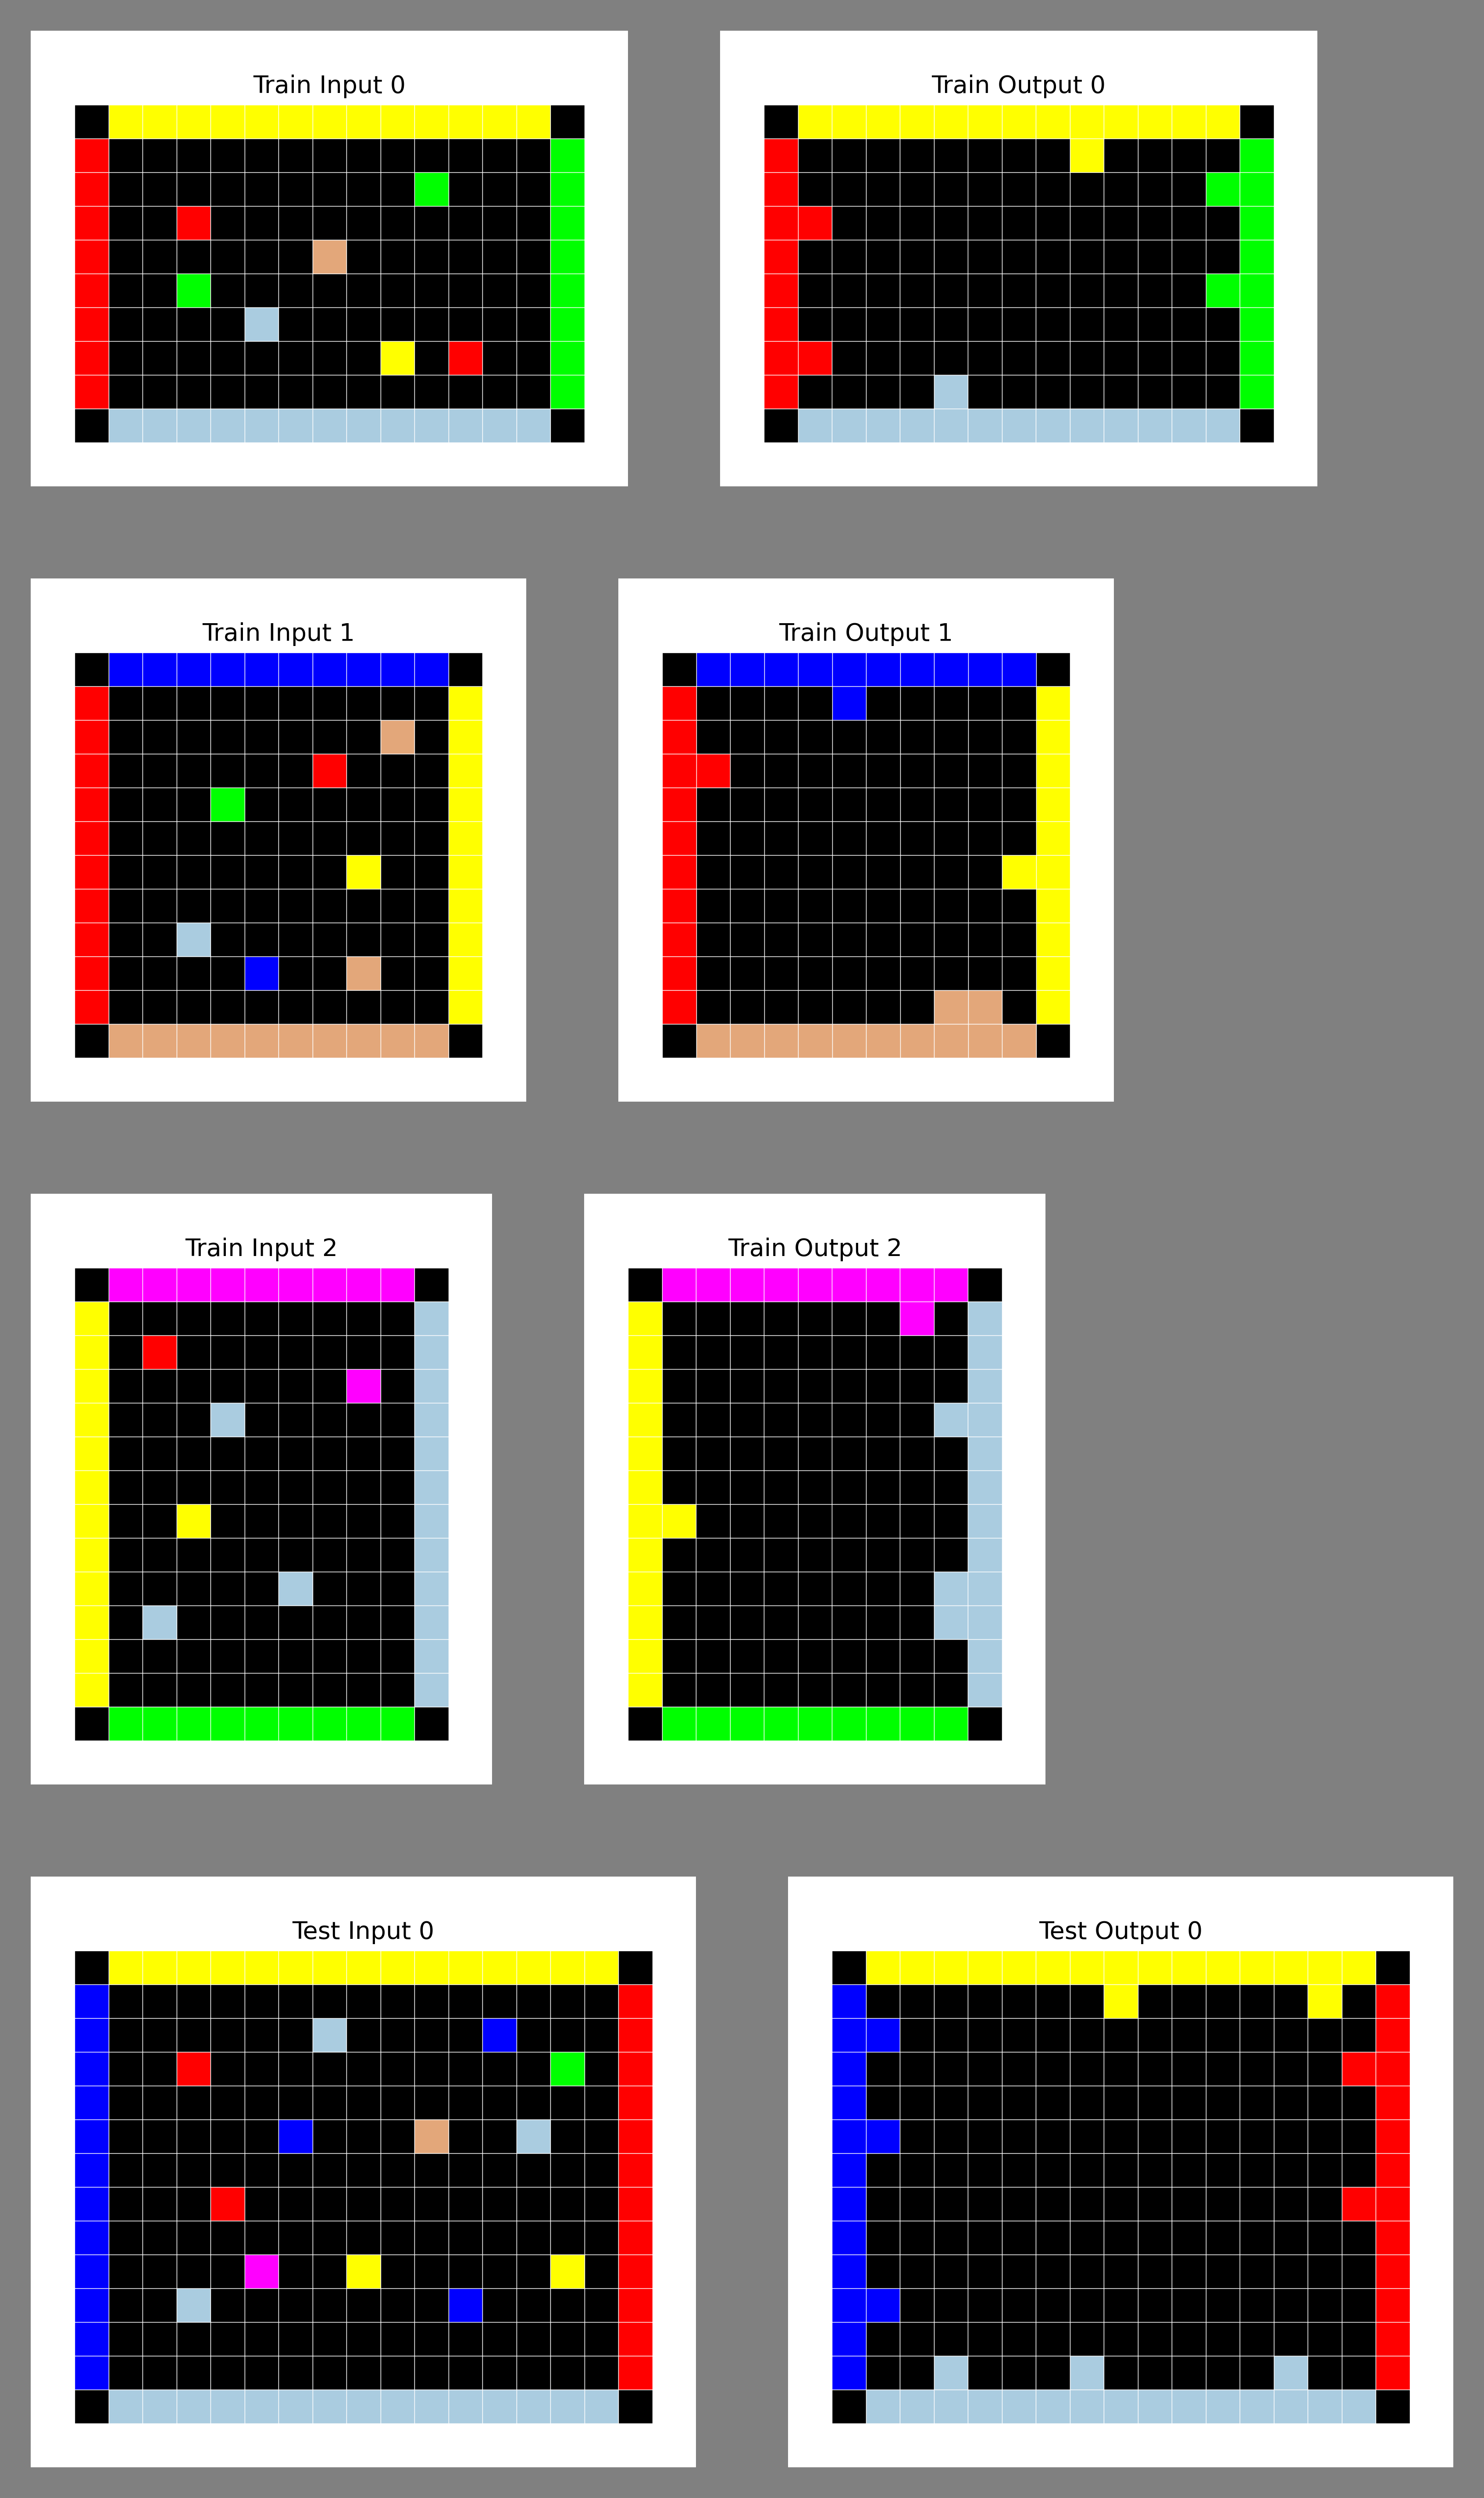 Train Input 0
Train Output 0
Train Input 1
Train Output 1
Train Input 2
Train Output 2
Test Input 0
Test Output 0